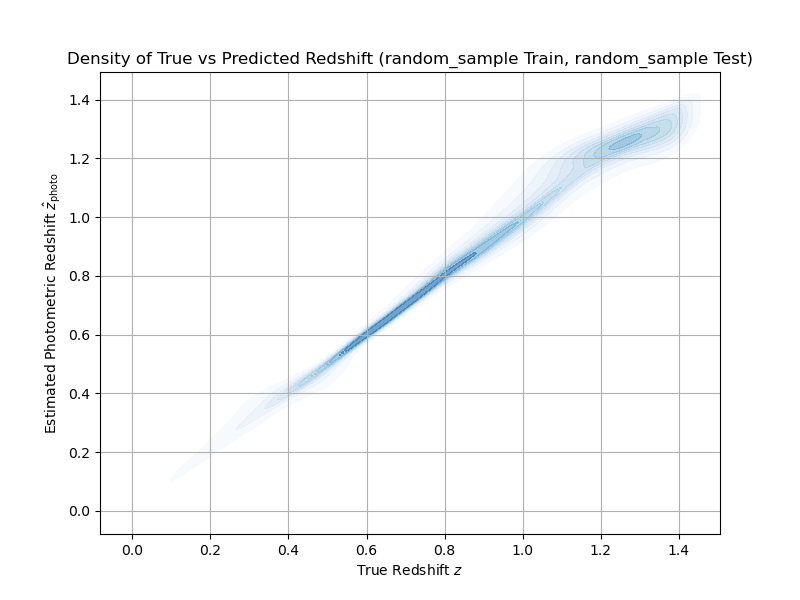 Density of True vs Predicted Redshift (random_sample Train, random_sample Test)
Estimated Photometric Redshift ẑ_photo
1.4
1.2
1.0
0.8
0.6
0.4
0.2
0.0
0.0 0.2 0.4 0.6 0.8 1.0 1.2 1.4
True Redshift z